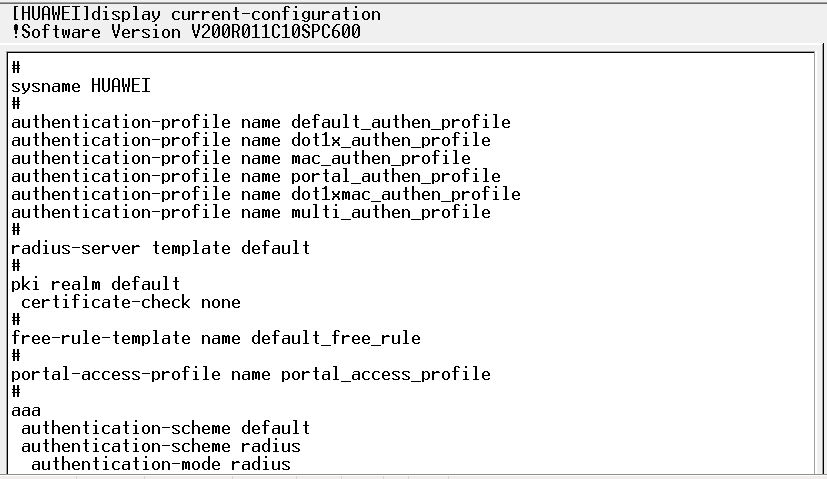 [HUAWEI]display current-configuration
!Software Version V200R011C10SPC600
#
sysname HUAWEI
#
authentication-profile name default_authen_profile
authentication-profile name dot1x_authen_profile
authentication-profile name mac_authen_profile
authentication-profile name portal_authen_profile
authentication-profile name dot1xmac_authen_profile
authentication-profile name multi_authen_profile
#
radius-server template default
#
pki realm default
 certificate-check none
#
free-rule-template name default_free_rule
#
portal-access-profile name portal_access_profile
#
aaa
 authentication-scheme default
 authentication-scheme radius
  authentication-mode radius